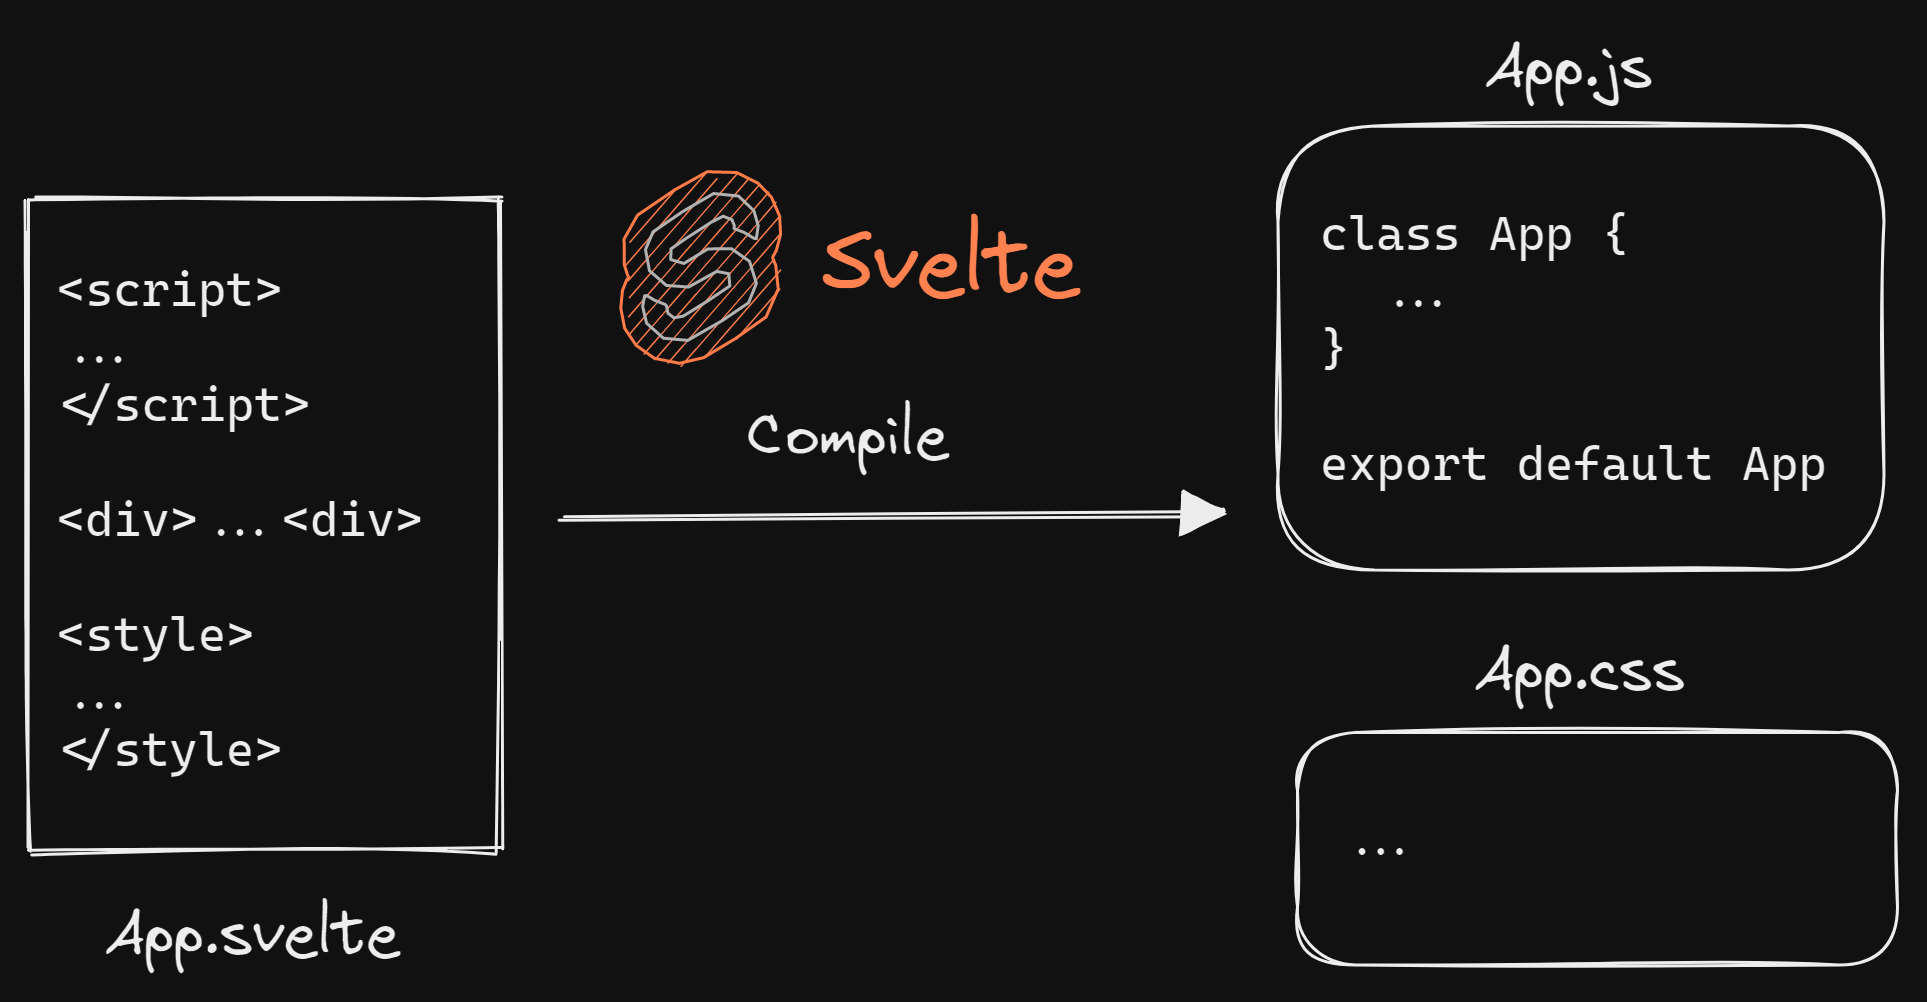 <script>
...
</script>
<div> ... <div>
<style>
...
</style>
App.svelte
Svelte
Compile
App.js
class App {
...
}
export default App
App.css
...